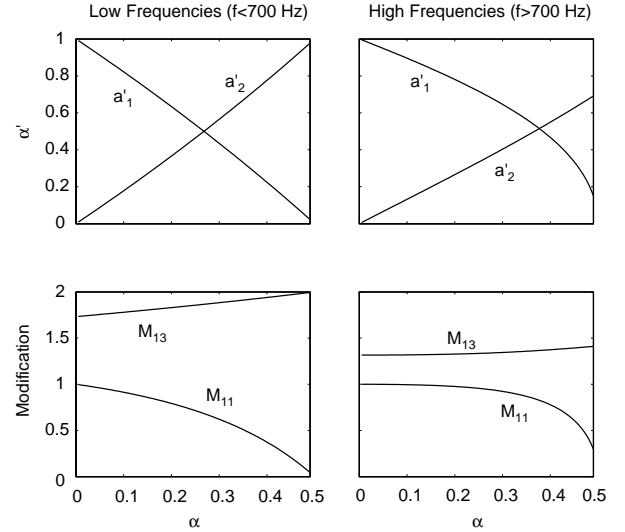 Low Frequencies (f<700 Hz)
High Frequencies (f>700 Hz)
1
0.8
0.6
0.4
0.2
0
α'
a'1
a'2
a'1
a'2
2
1.5
1
0.5
0
Modification
M13
M11
M13
M11
0 0.1 0.2 0.3 0.4 0.5
0 0.1 0.2 0.3 0.4 0.5
α
α